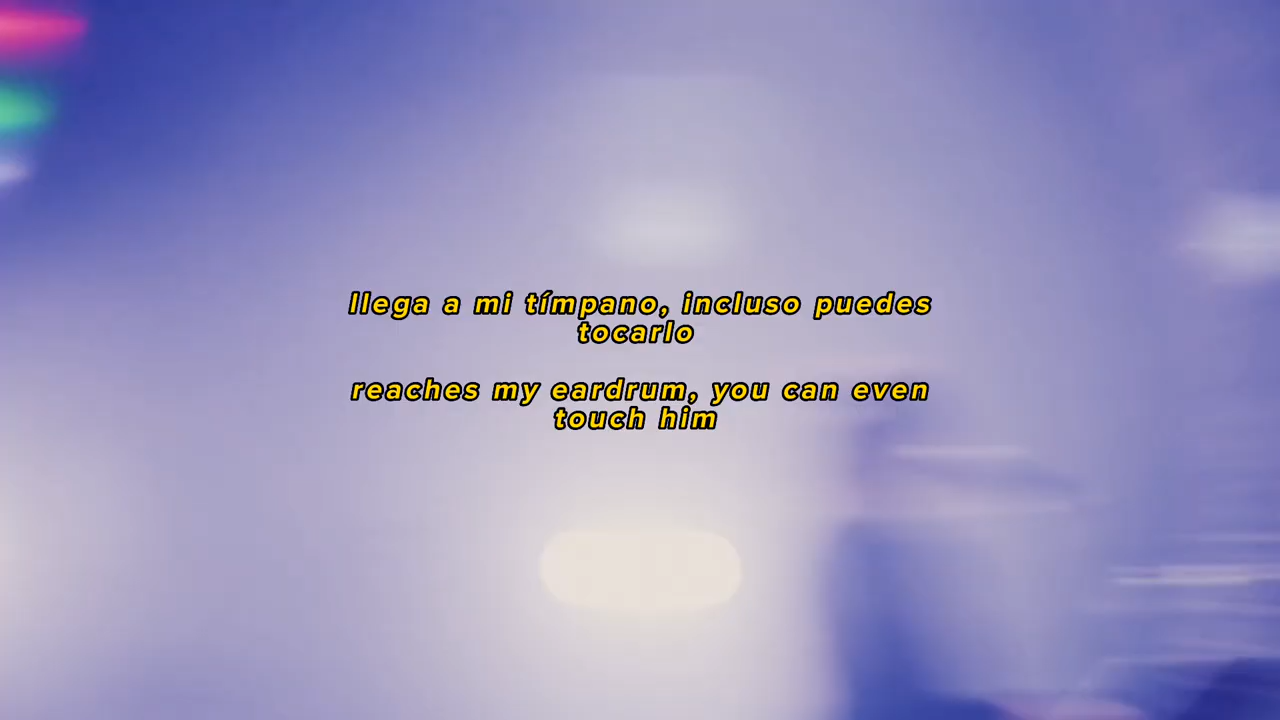 llega a mi tímpano, incluso puedes
tocarlo
reaches my eardrum, you can even
touch him